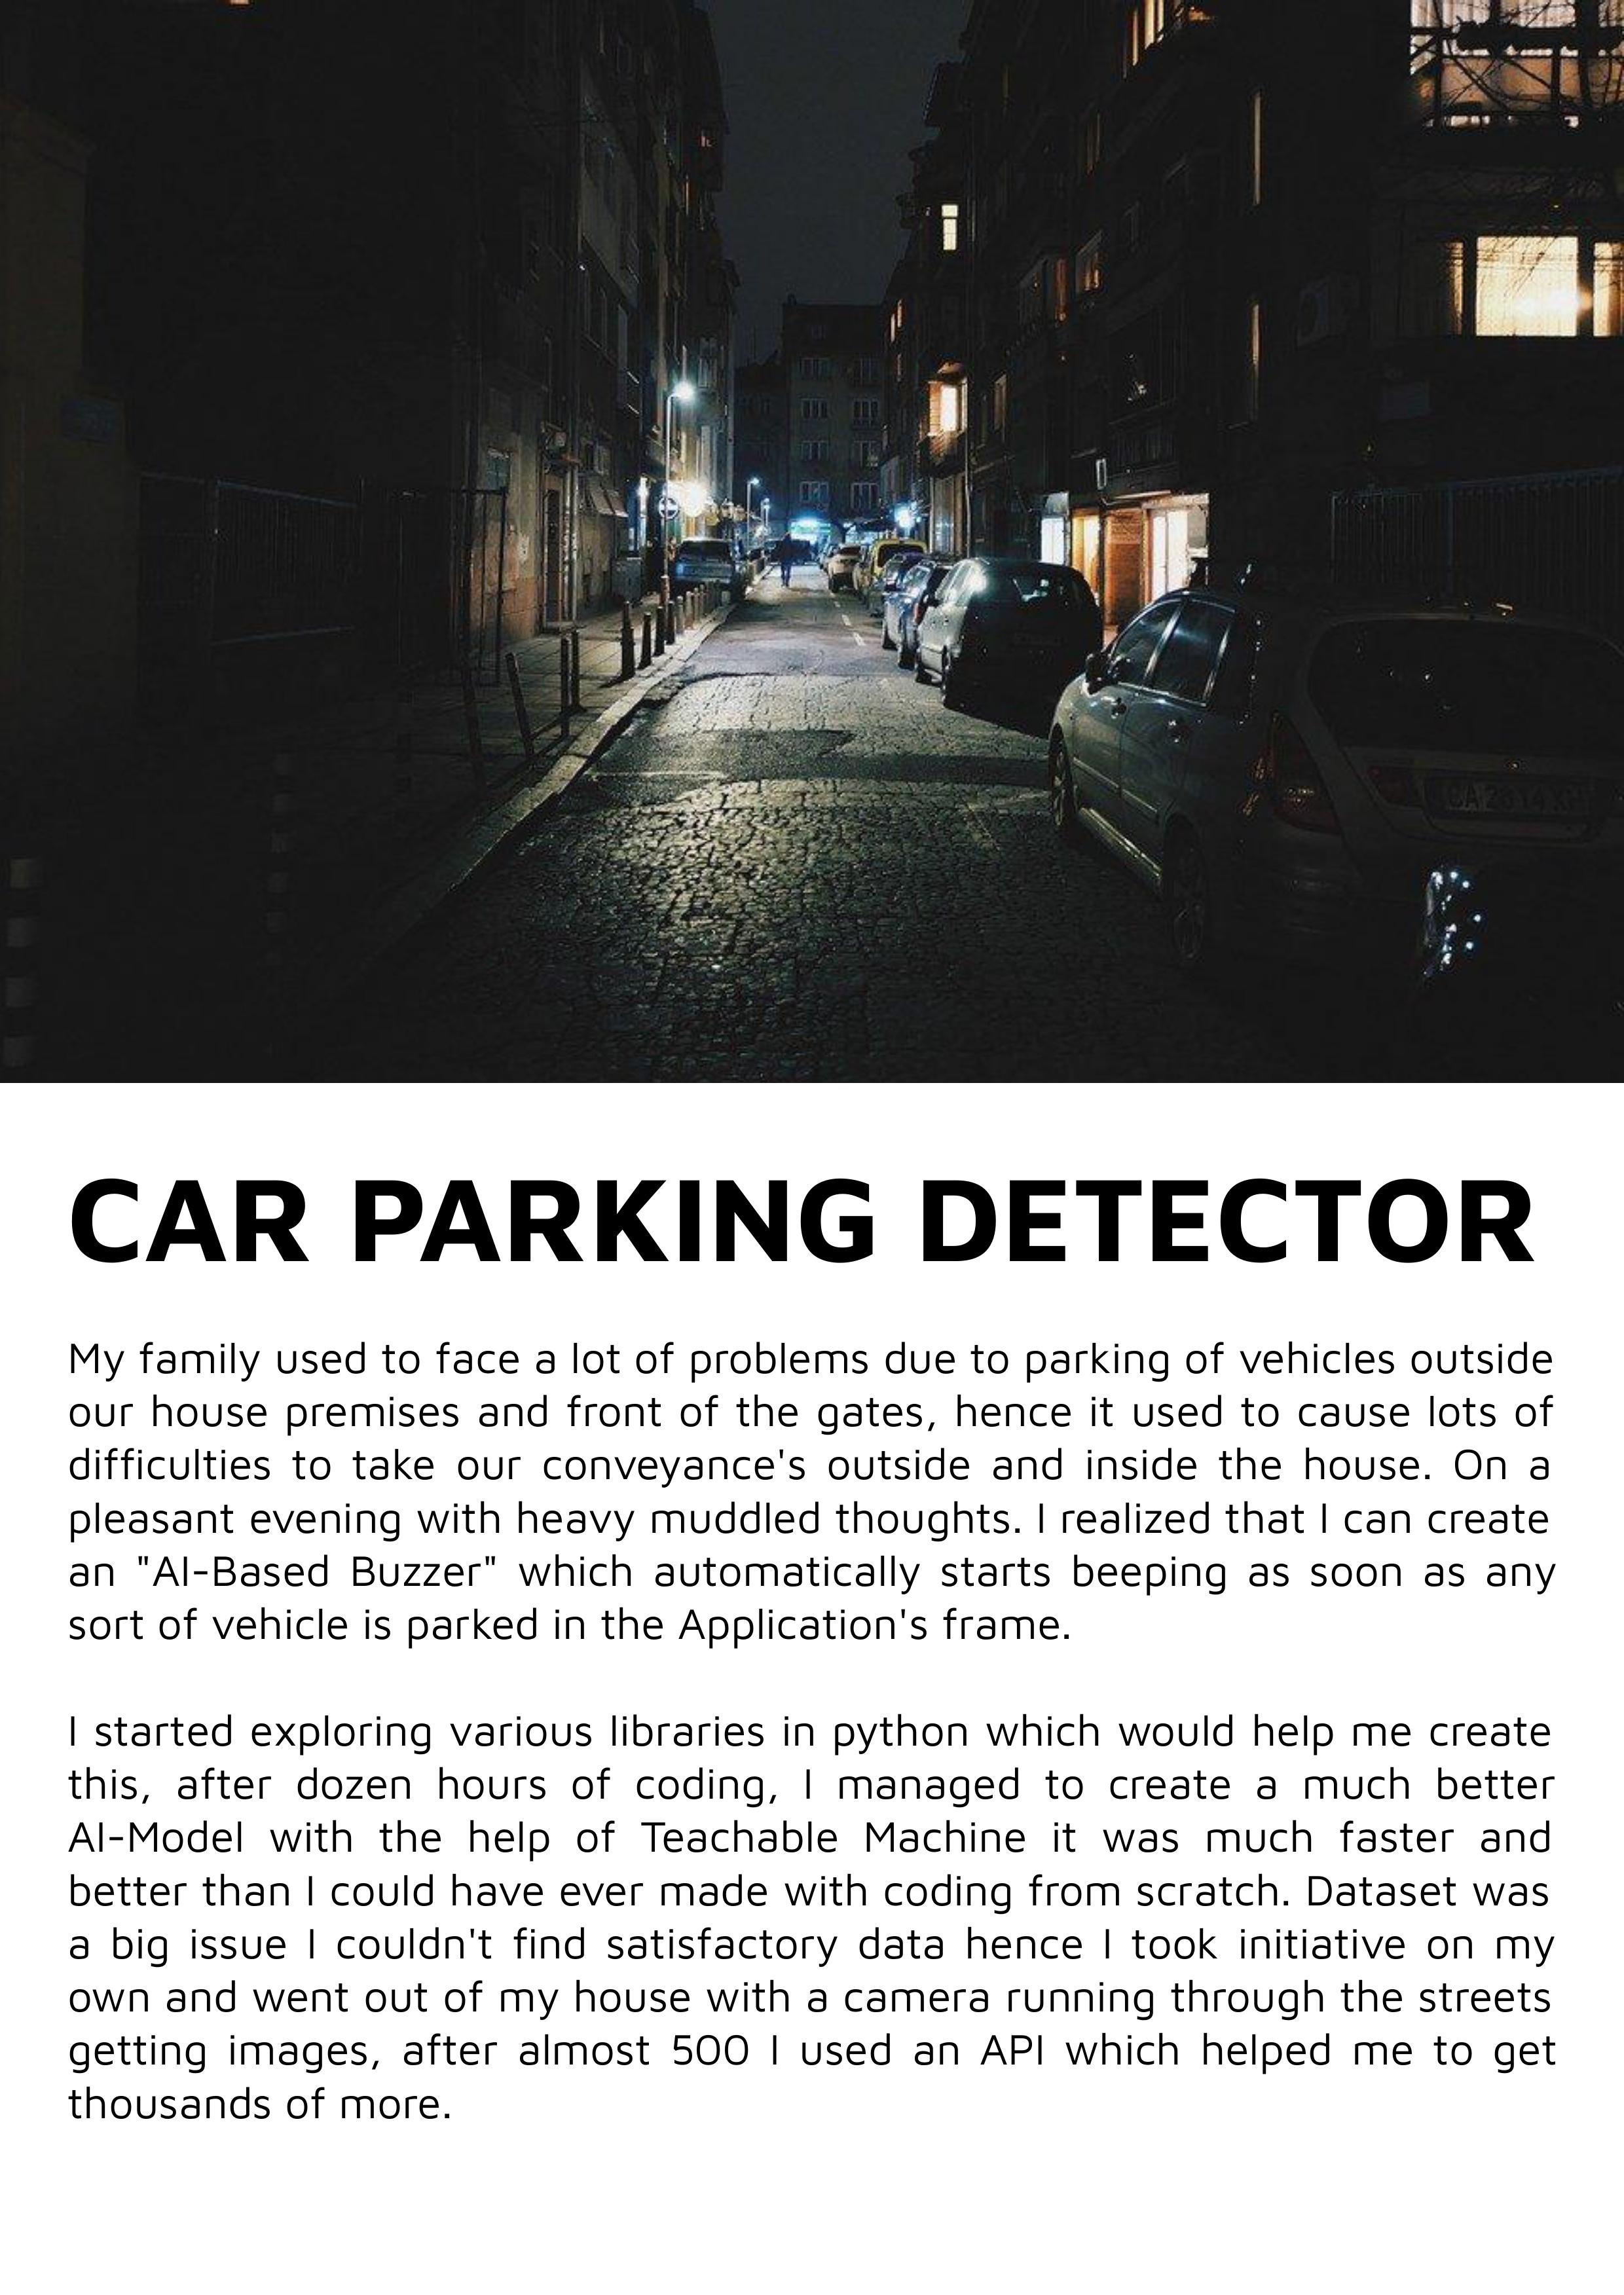 CAR PARKING DETECTOR
My family used to face a lot of problems due to parking of vehicles outside
our house premises and front of the gates, hence it used to cause lots of
difficulties to take our conveyance's outside and inside the house. On a
pleasant evening with heavy muddled thoughts. I realized that I can create
an "AI-Based Buzzer" which automatically starts beeping as soon as any
sort of vehicle is parked in the Application's frame.
I started exploring various libraries in python which would help me create
this, after dozen hours of coding, I managed to create a much better
AI-Model with the help of Teachable Machine it was much faster and
better than I could have ever made with coding from scratch. Dataset was
a big issue I couldn't find satisfactory data hence I took initiative on my
own and went out of my house with a camera running through the streets
getting images, after almost 500 I used an API which helped me to get
thousands of more.